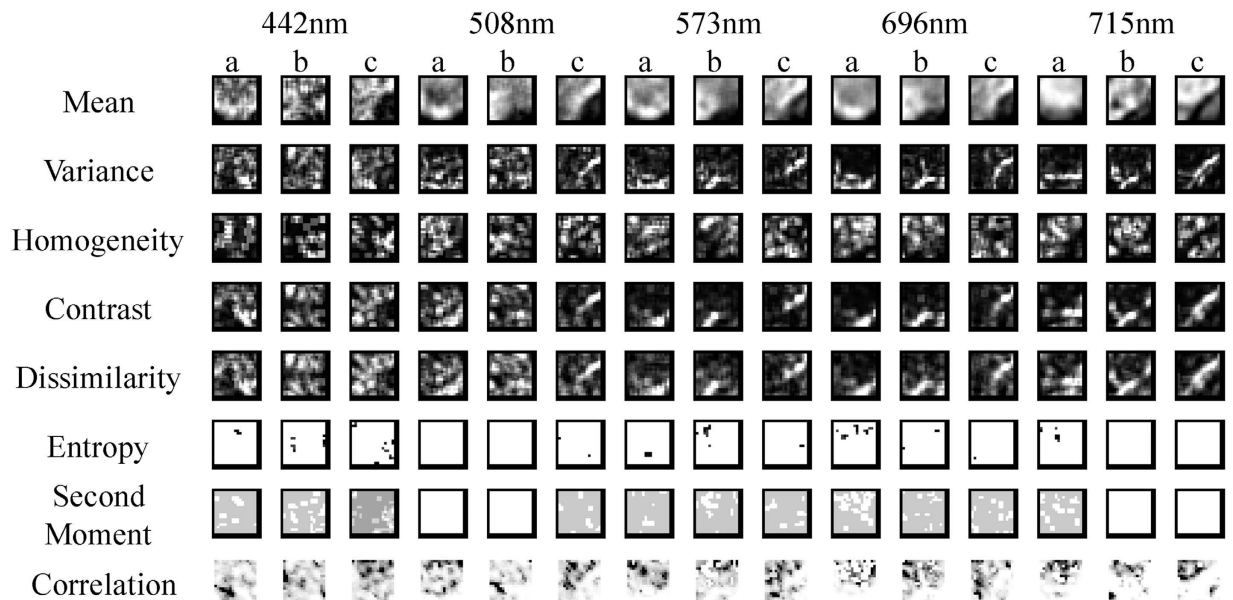 442nm 508nm 573nm 696nm 715nm
a b c a b c a b c a b c a b c
Mean
Variance
Homogeneity
Contrast
Dissimilarity
Entropy
Second
Moment
Correlation